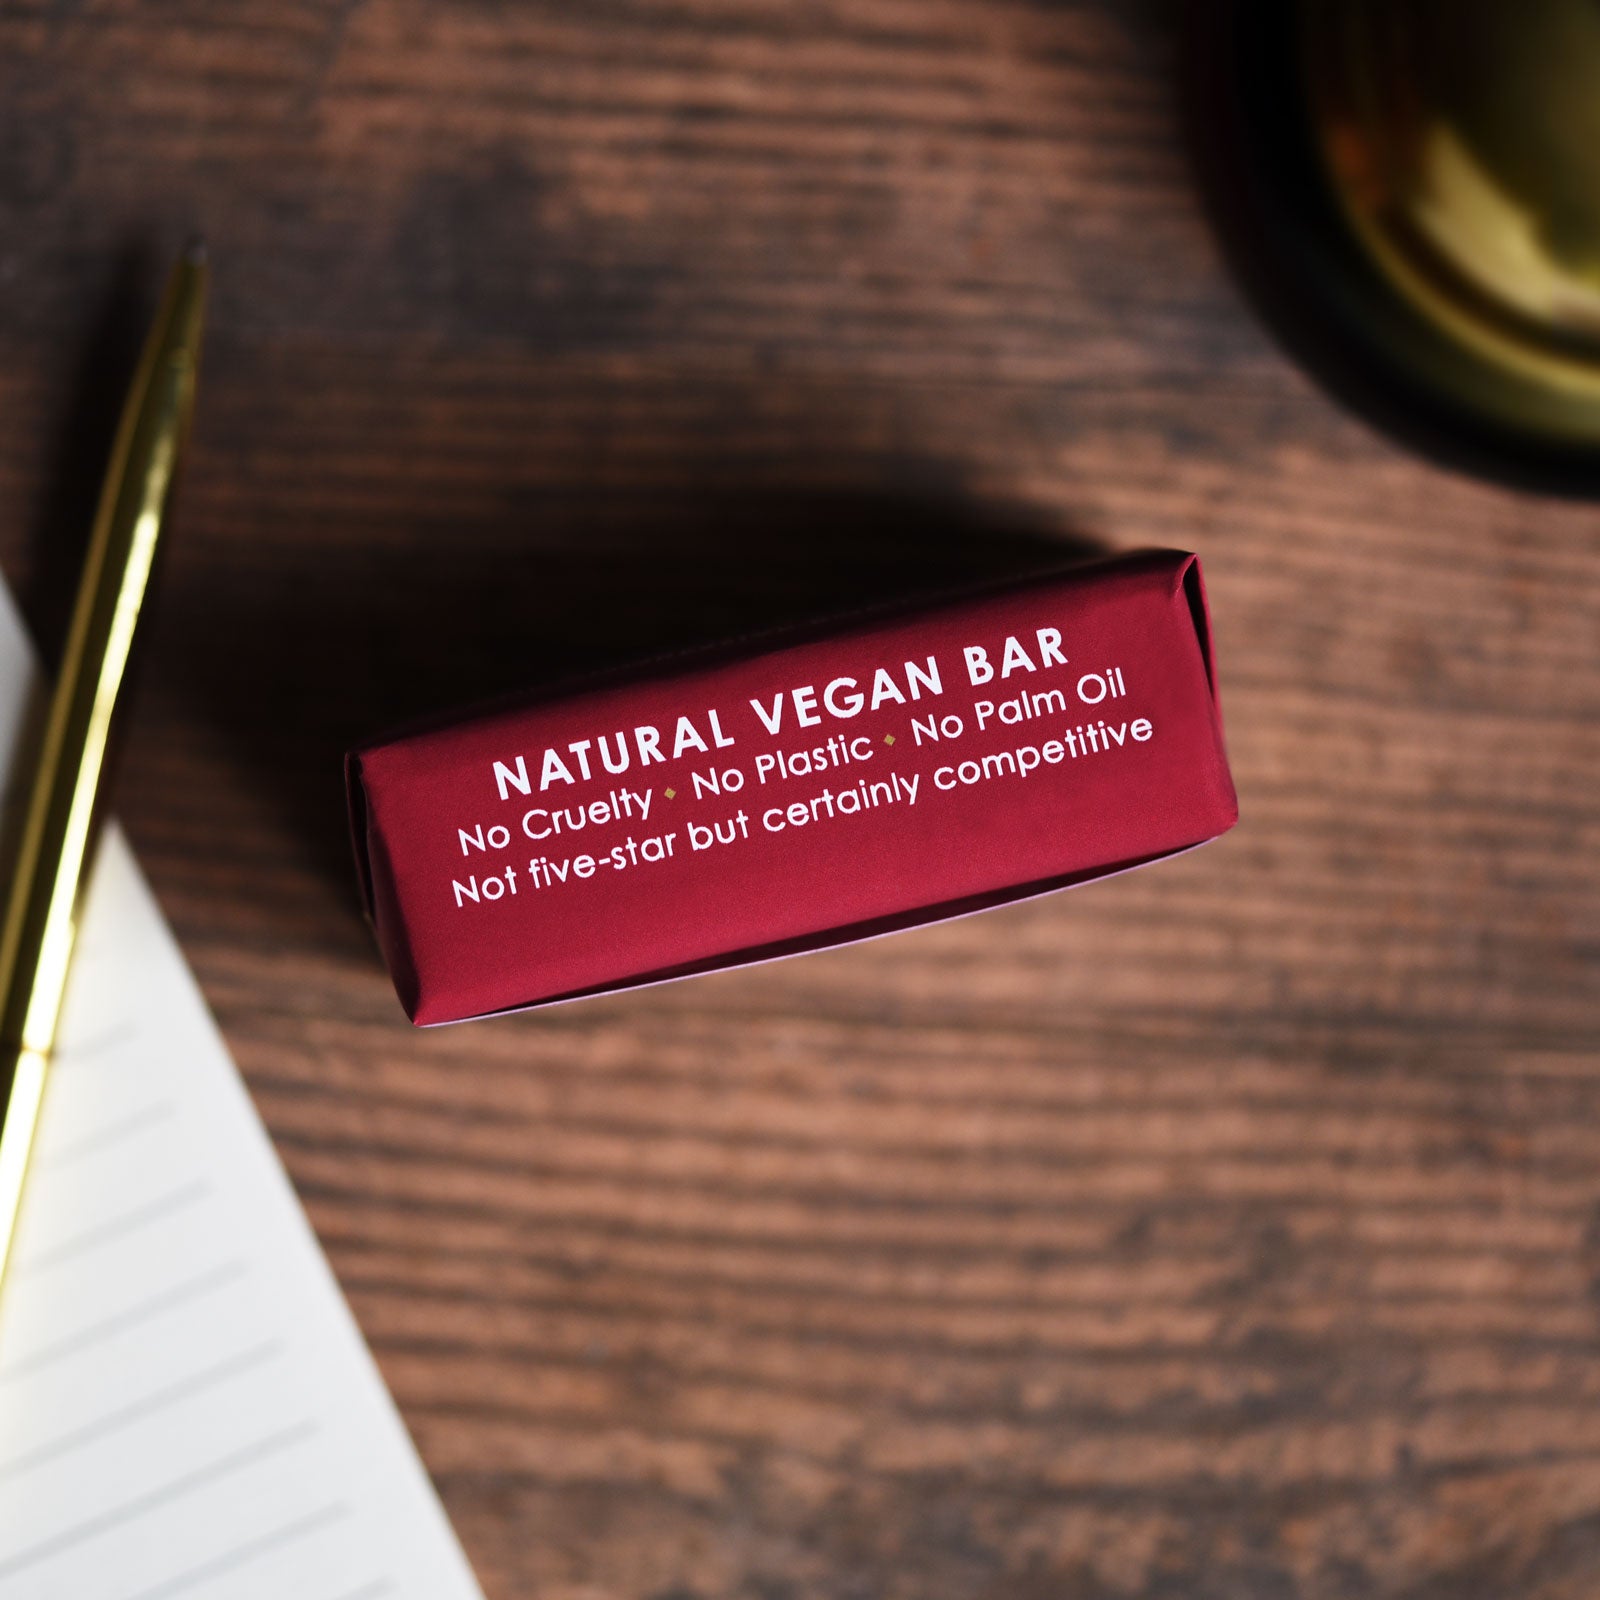 NATURAL VEGAN BAR
No Cruelty ⬥ No Plastic ⬥ No Palm Oil
Not five-star but certainly competitive